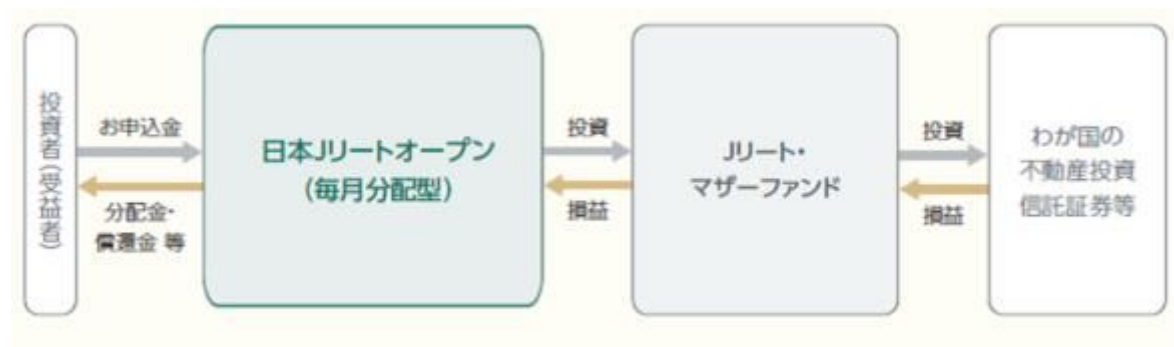 投資者(受益者)
お申込金
分配金・
償還金 等
日本Jリートオープン
(毎月分配型)
投資
損益
Jリート・
マザーファンド
投資
損益
わが国の
不動産投資
信託証券等